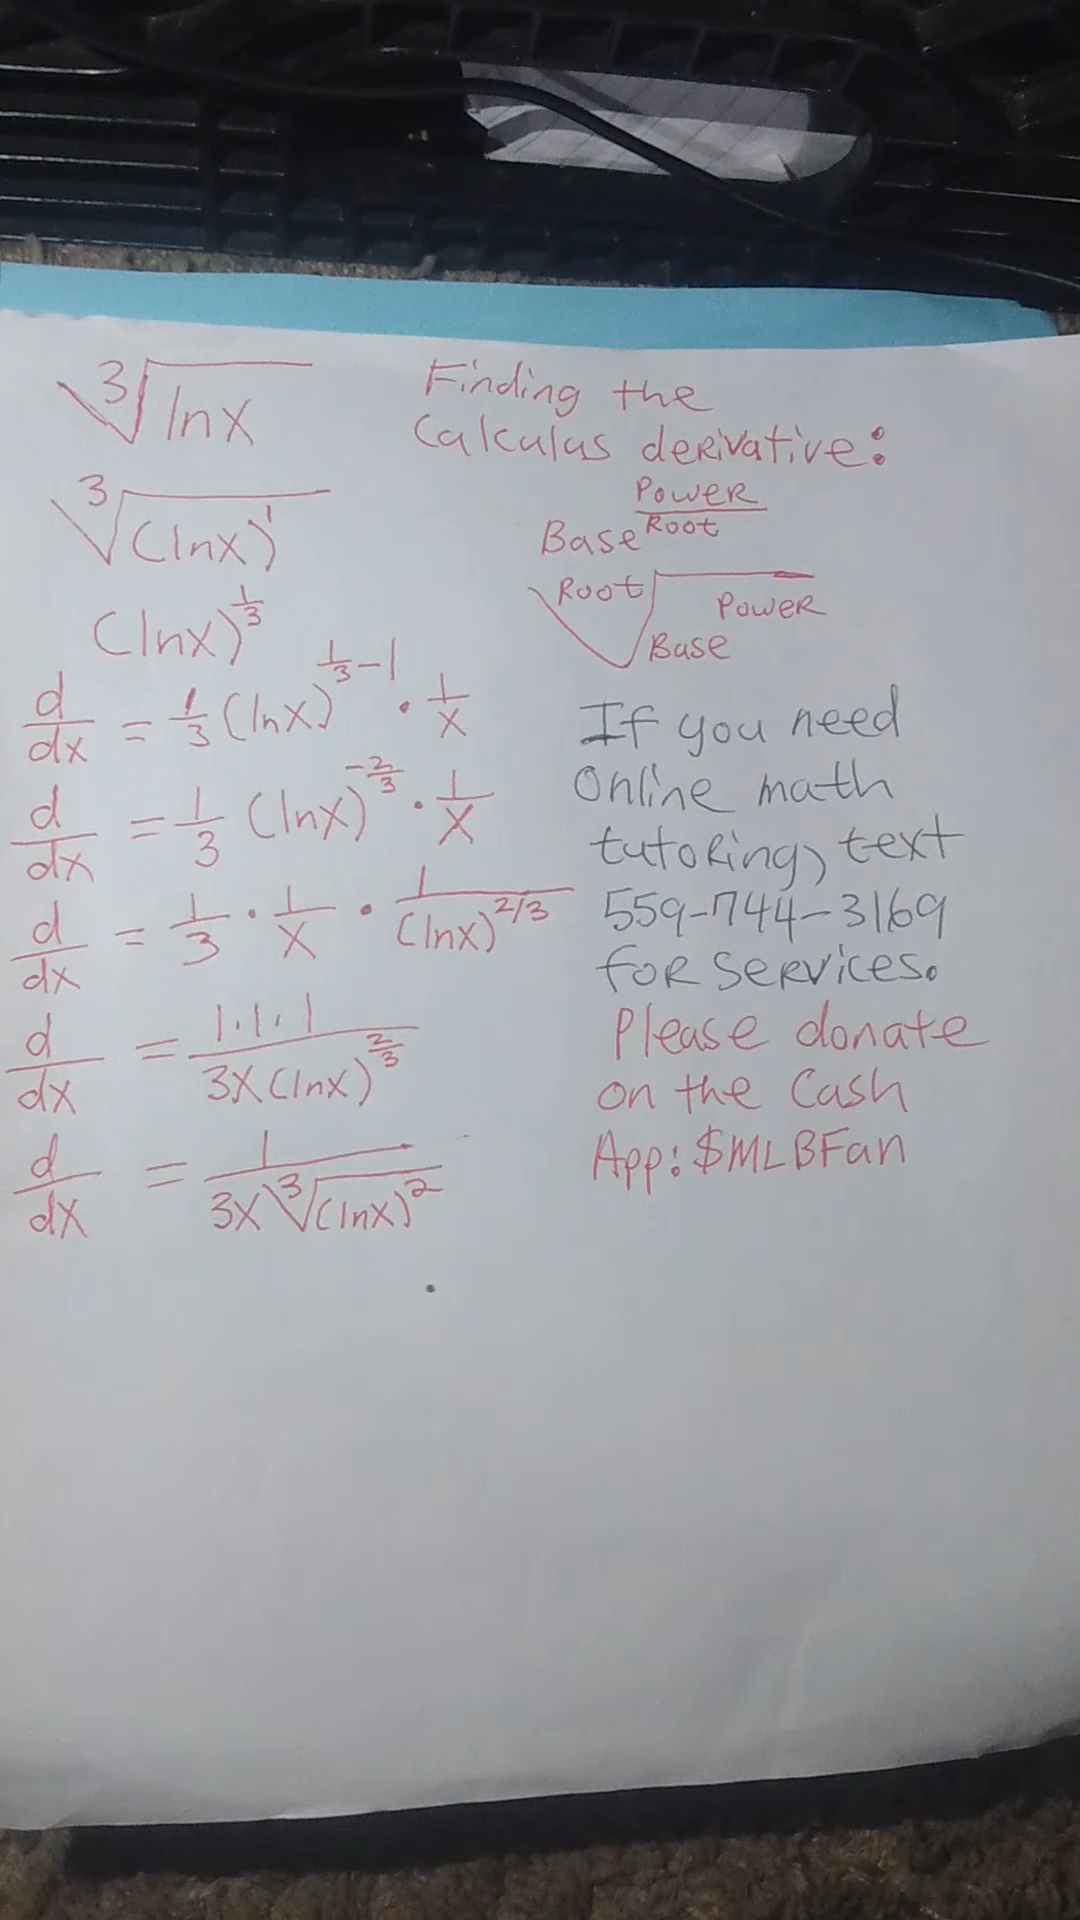 ∛(lnx)
∛((lnx)^1)
(lnx)^(1/3)
d/dx = 1/3 (lnx)^(1/3-1) · 1/x
d/dx = 1/3 (lnx)^(-2/3) · 1/x
d/dx = 1/3 · 1/x · 1/(lnx)^(2/3)
d/dx = 1·1·1/(3x(lnx)^(2/3))
d/dx = 1/(3x∛((lnx)^2))
Finding the
Calculus derivative:
Base Power/Root
Root √ Base Power
If you need
Online math
tutoring, text
559-744-3169
for services.
Please donate
on the Cash
App: $MLBFan